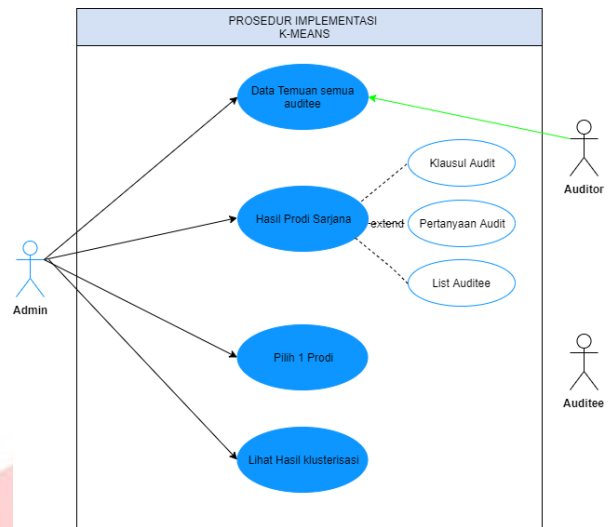 PROSEDUR IMPLEMENTASI
K-MEANS
Data Temuan semua
auditee
Klausul Audit
Auditor
Hasil Prodi Sarjana
extend
Pertanyaan Audit
List Auditee
Admin
Pilih 1 Prodi
Auditee
Lihat Hasil klusterisasi